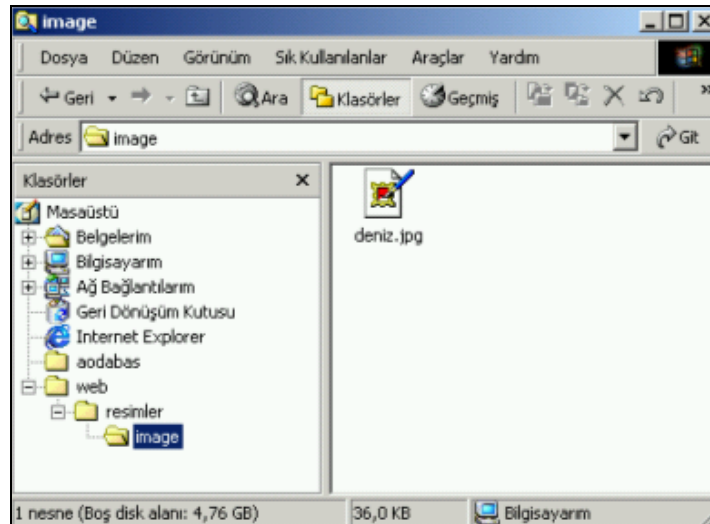 image
Dosya Düzen Görünüm Sık Kullanılanlar Araçlar Yardım
Geri Ara Klasörler Geçmiş »
Adres image Git
Klasörler
deniz.jpg
Masaüstü
Belgelerim
Bilgisayarım
Ağ Bağlantılarım
Geri Dönüşüm Kutusu
Internet Explorer
aodabas
web
resimler
image
1 nesne (Boş disk alanı: 4,76 GB) 36,0 KB Bilgisayarım